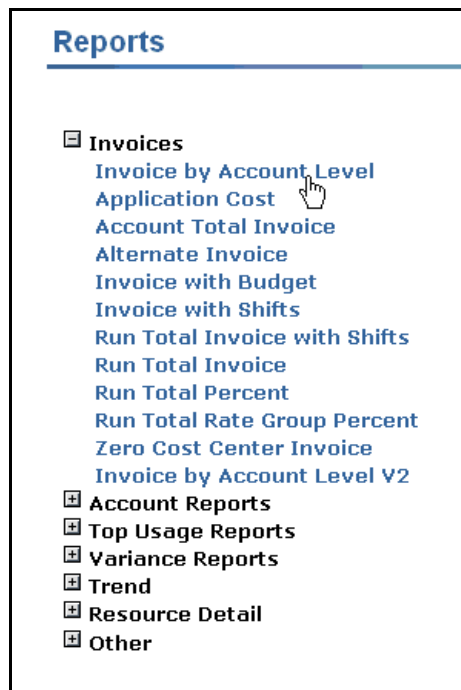 Reports
Invoices
Invoice by Account Level
Application Cost
Account Total Invoice
Alternate Invoice
Invoice with Budget
Invoice with Shifts
Run Total Invoice with Shifts
Run Total Invoice
Run Total Percent
Run Total Rate Group Percent
Zero Cost Center Invoice
Invoice by Account Level V2
Account Reports
Top Usage Reports
Variance Reports
Trend
Resource Detail
Other